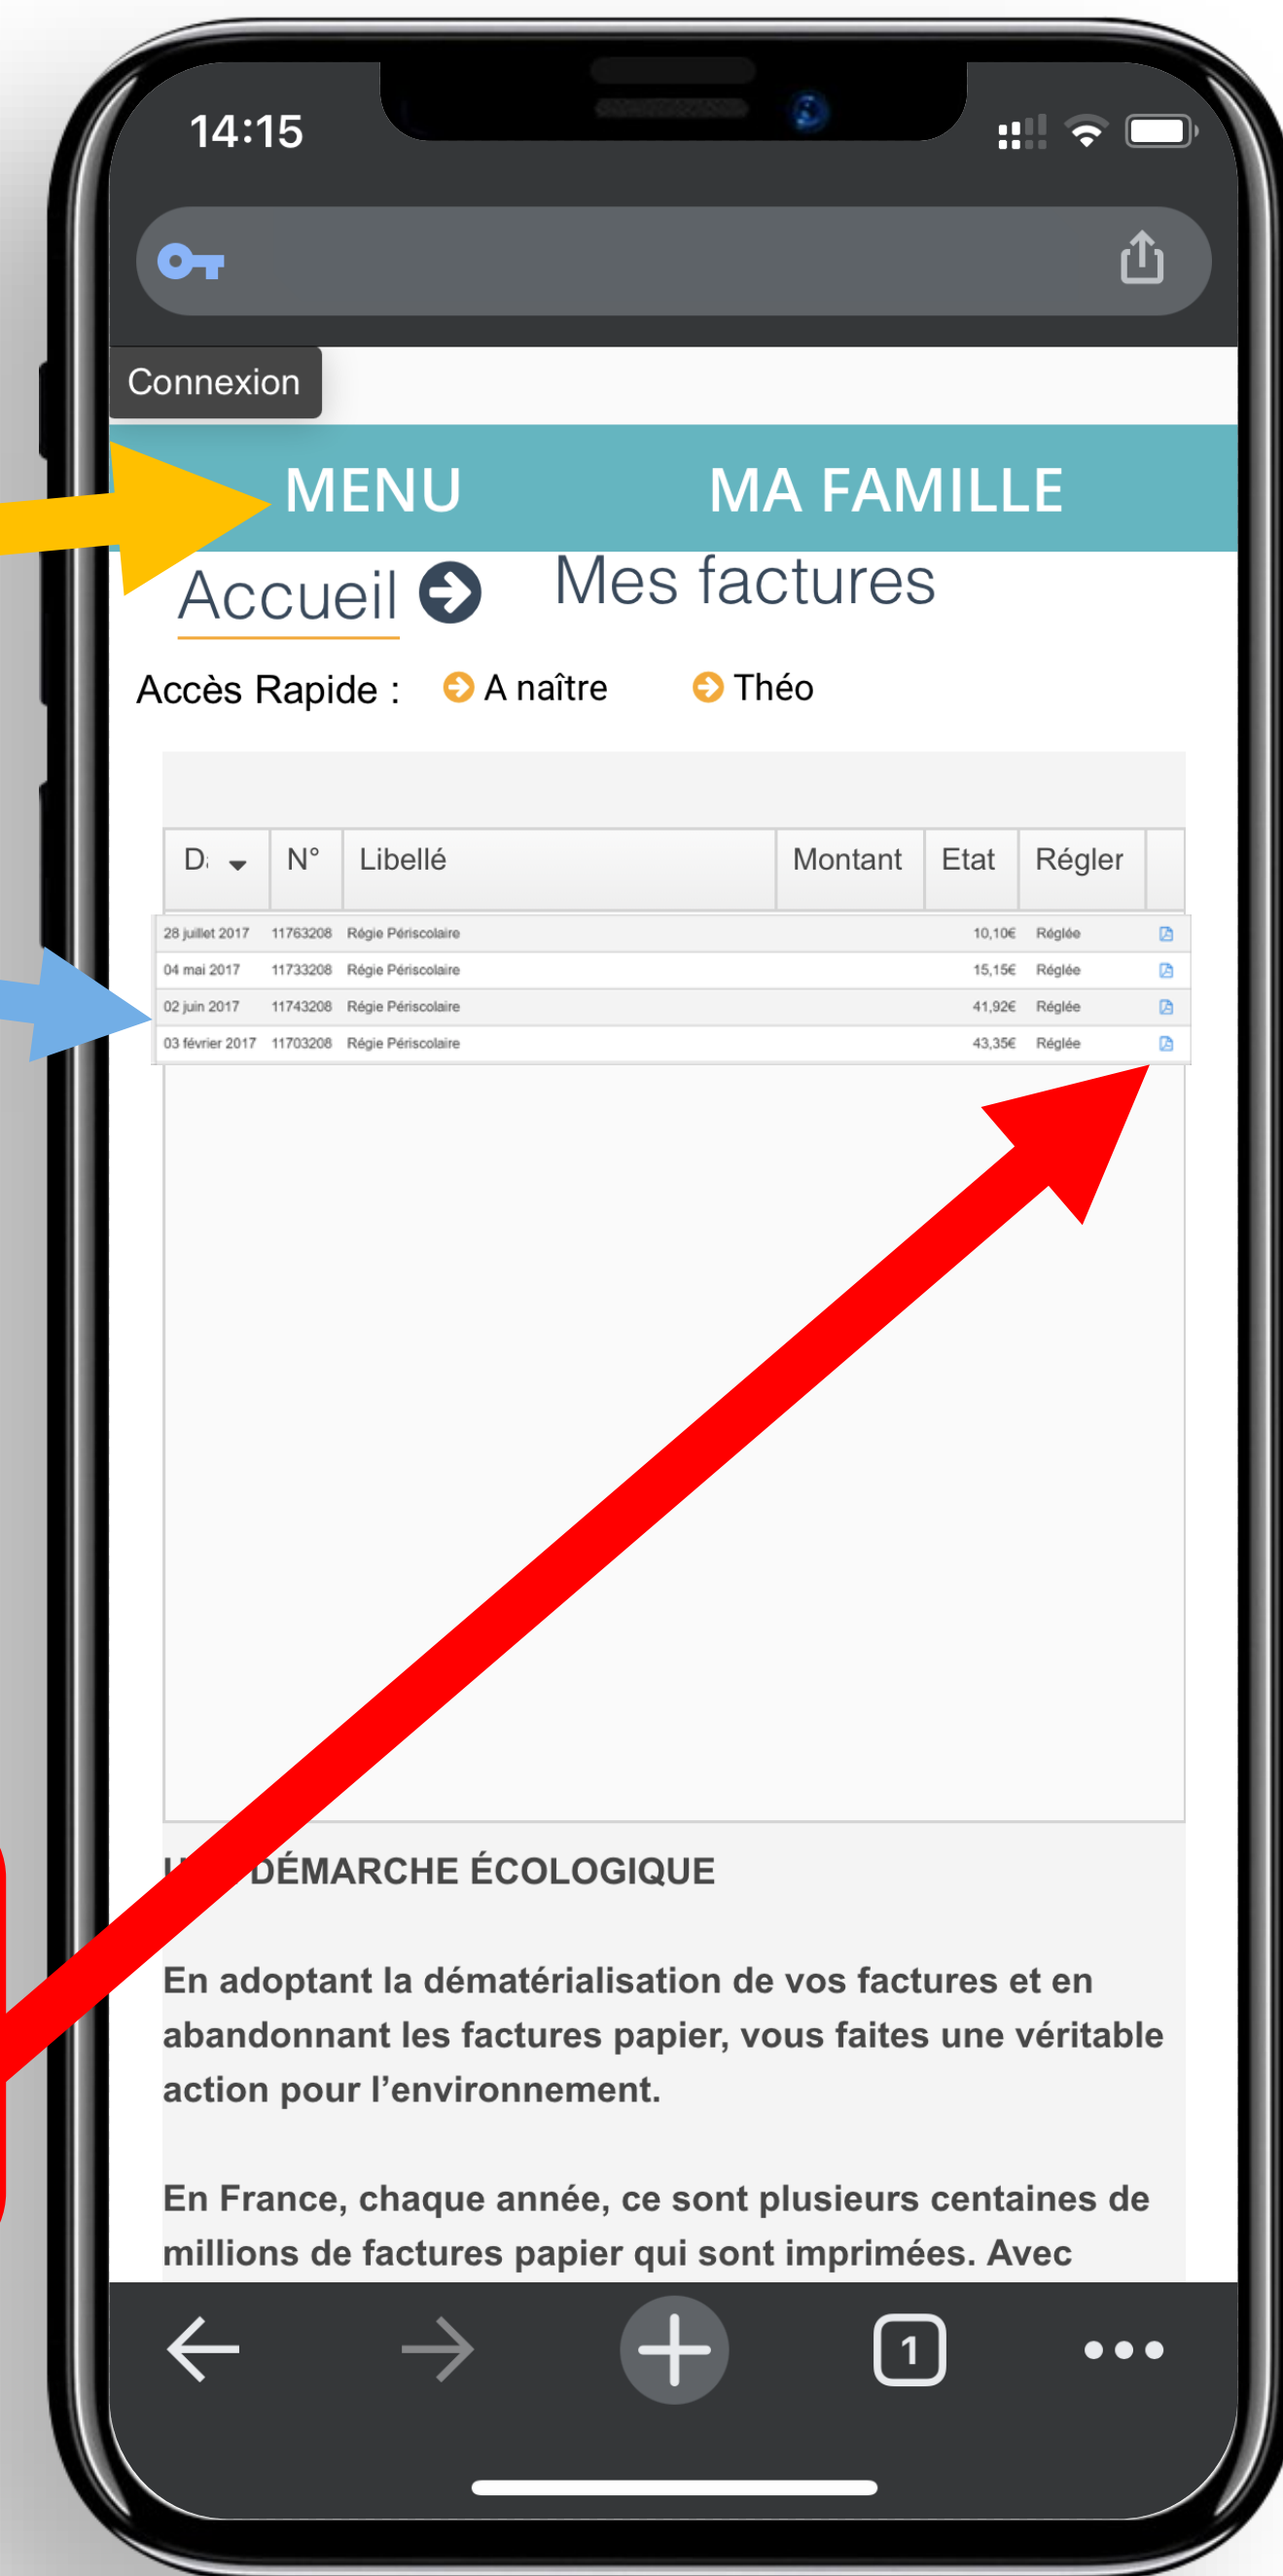 14:15
Connexion
MENU MA FAMILLE
Accueil Mes factures
Accès Rapide : A naître Théo
N° Libellé Montant Etat Régler
28 juillet 2017 11763208 Régie Périscolaire 10,10€ Réglée
04 mai 2017 11733208 Régie Périscolaire 15,15€ Réglée
02 juin 2017 11743208 Régie Périscolaire 41,92€ Réglée
03 février 2017 11703208 Régie Périscolaire 43,35€ Réglée
DÉMARCHE ÉCOLOGIQUE
En adoptant la dématérialisation de vos factures et en
abandonnant les factures papier, vous faites une véritable
action pour l’environnement.
En France, chaque année, ce sont plusieurs centaines de
millions de factures papier qui sont imprimées. Avec
1